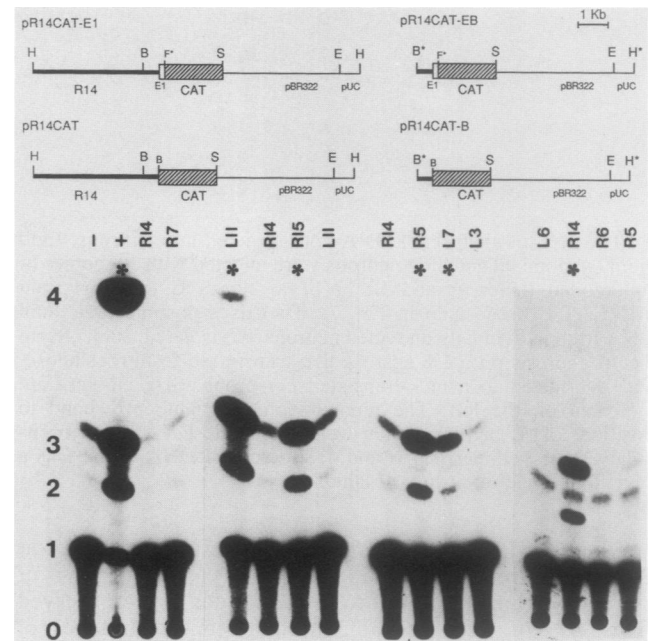 pR14CAT-E1
H B F* S E H
R14 E1 CAT pBR322 pUC
pR14CAT-EB
1 Kb
B* F* S E H*
E1 CAT pBR322 pUC
pR14CAT
H B B S E H
R14 CAT pBR322 pUC
pR14CAT-B
B* B S E H*
CAT pBR322 pUC
– + R14 R7 L11 R14 R15 L11 R14 R5 L7 L3 L6 R14 R6 R5
* * * * * *
4
3
2
1
0